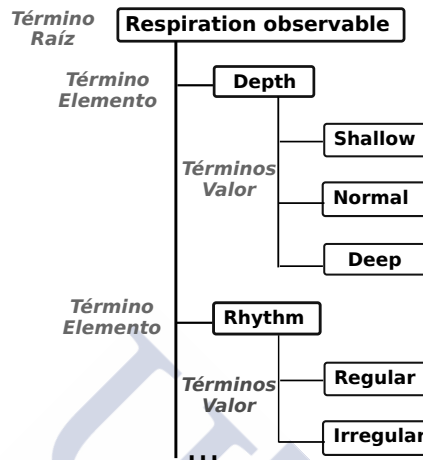 Término
Raíz
Respiration observable
Término
Elemento
Depth
Shallow
Términos
Valor
Normal
Deep
Término
Elemento
Rhythm
Términos
Valor
Regular
Irregular
...